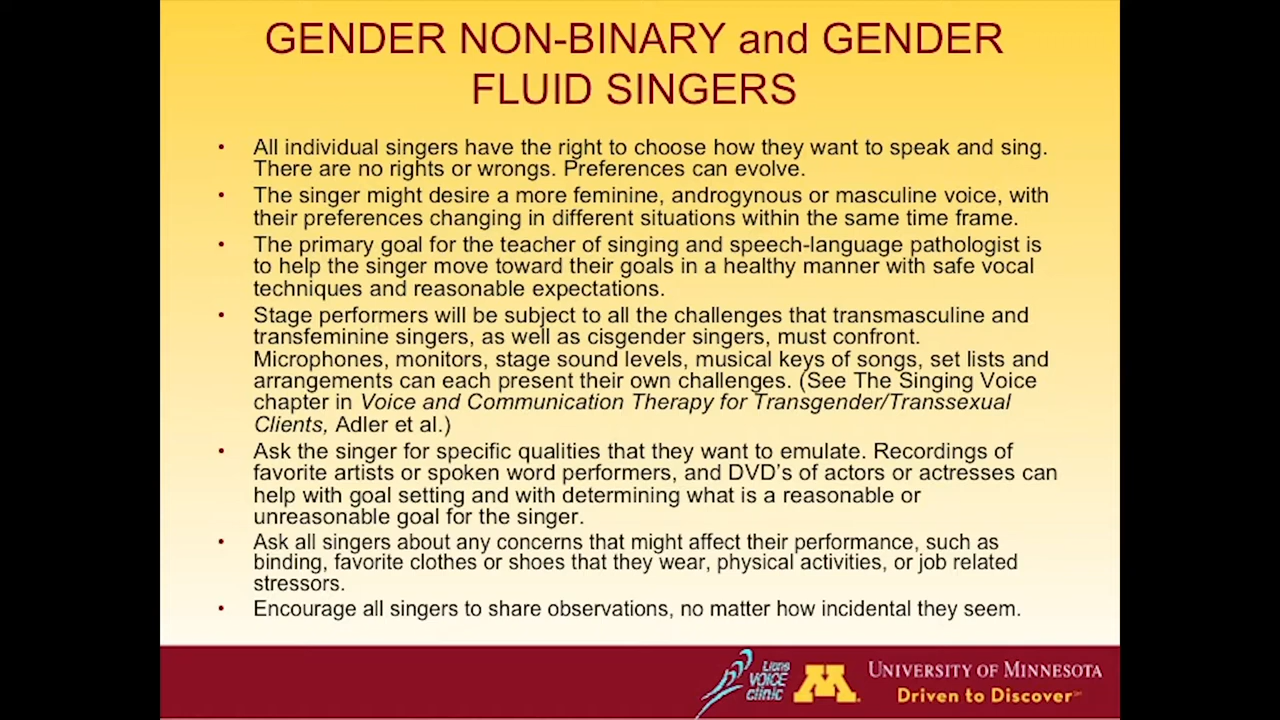 GENDER NON-BINARY and GENDER
FLUID SINGERS
• All individual singers have the right to choose how they want to speak and sing.
There are no rights or wrongs. Preferences can evolve.
• The singer might desire a more feminine, androgynous or masculine voice, with
their preferences changing in different situations within the same time frame.
• The primary goal for the teacher of singing and speech-language pathologist is
to help the singer move toward their goals in a healthy manner with safe vocal
techniques and reasonable expectations.
• Stage performers will be subject to all the challenges that transmasculine and
transfeminine singers, as well as cisgender singers, must confront.
Microphones, monitors, stage sound levels, musical keys of songs, set lists and
arrangements can each present their own challenges. (See The Singing Voice
chapter in Voice and Communication Therapy for Transgender/Transsexual
Clients, Adler et al.)
• Ask the singer for specific qualities that they want to emulate. Recordings of
favorite artists or spoken word performers, and DVD's of actors or actresses can
help with goal setting and with determining what is a reasonable or
unreasonable goal for the singer.
• Ask all singers about any concerns that might affect their performance, such as
binding, favorite clothes or shoes that they wear, physical activities, or job related
stressors.
• Encourage all singers to share observations, no matter how incidental they seem.
Lions
VOICE
clinic
M
UNIVERSITY OF MINNESOTA
Driven to Discover℠